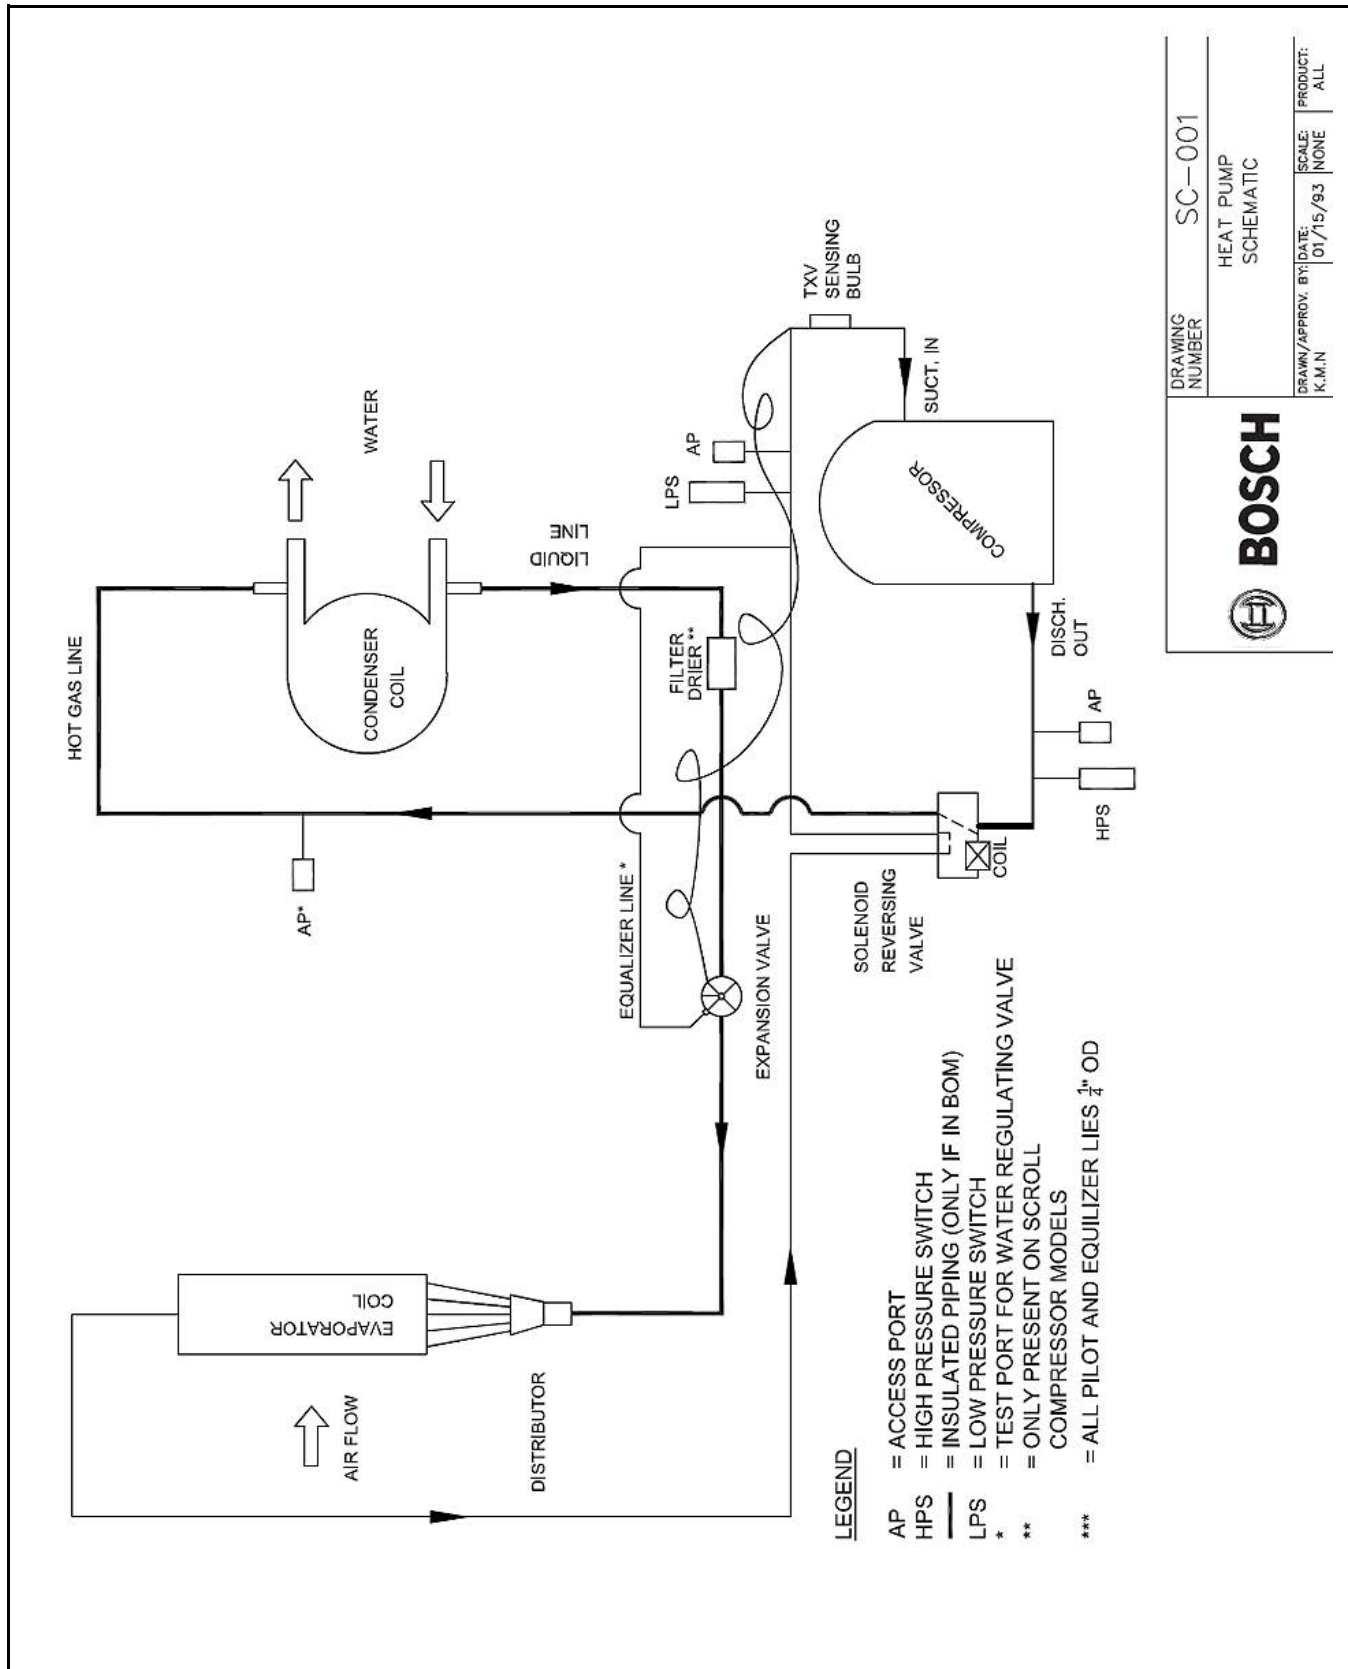 HOT GAS LINE
CONDENSER
COIL
WATER
AP*
LIQUID
LINE
EVAPORATOR
COIL
AIR FLOW
DISTRIBUTOR
EQUALIZER LINE *
FILTER
DRIER **
LPS
AP
TXV
SENSING
BULB
EXPANSION VALVE
SUCT, IN
COMPRESSOR
SOLENOID
REVERSING
VALVE
COIL
DISCH.
OUT
HPS
AP
LEGEND
AP = ACCESS PORT
HPS = HIGH PRESSURE SWITCH
= INSULATED PIPING (ONLY IF IN BOM)
LPS = LOW PRESSURE SWITCH
* = TEST PORT FOR WATER REGULATING VALVE
** = ONLY PRESENT ON SCROLL
COMPRESSOR MODELS
*** = ALL PILOT AND EQUILIZER LIES 1/4" OD
BOSCH
DRAWING
NUMBER SC-001
HEAT PUMP
SCHEMATIC
DRAWN/APPROV. BY: DATE: SCALE: PRODUCT:
K.M.N 01/15/93 NONE ALL